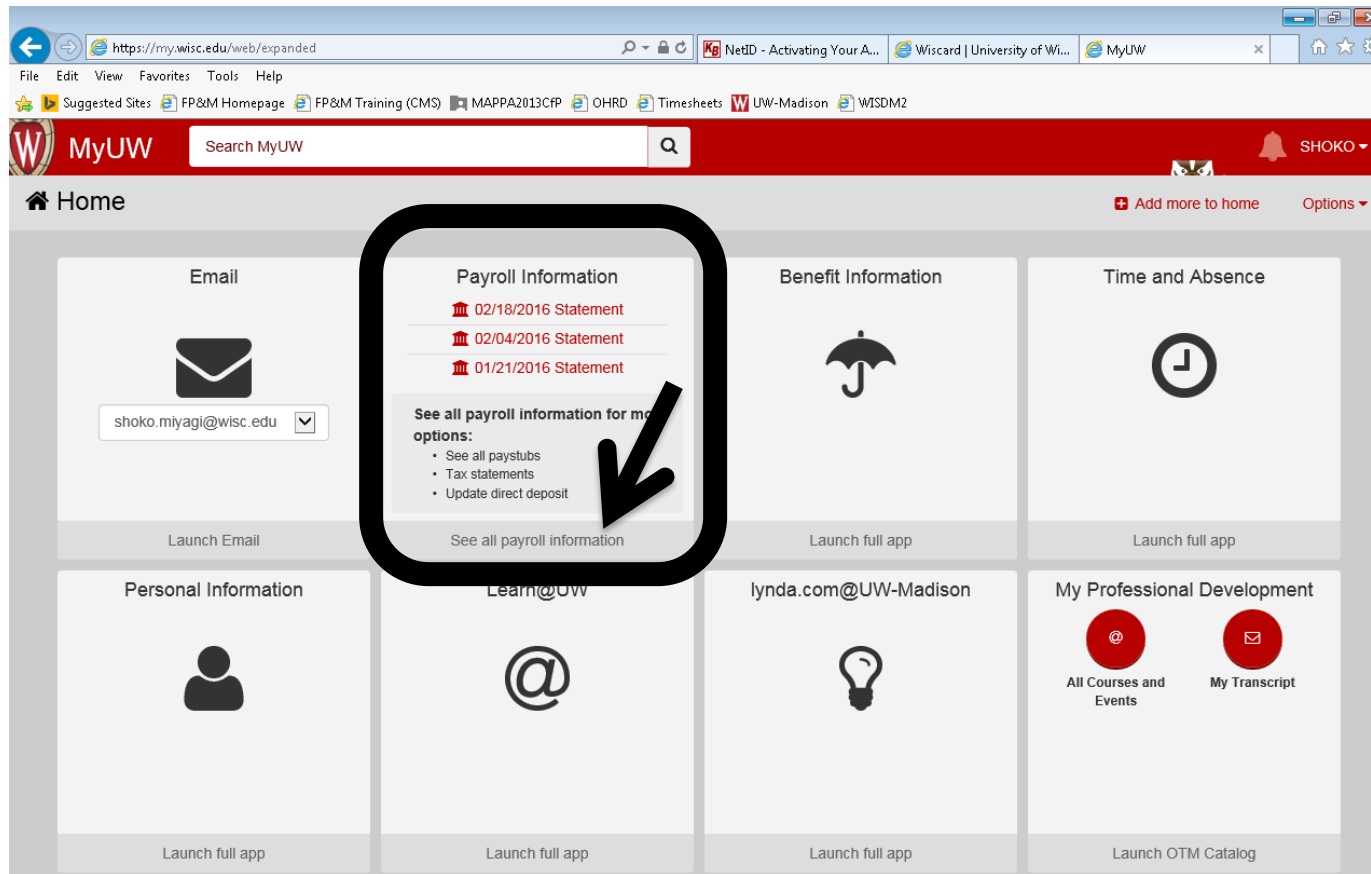 https://my.wisc.edu/web/expanded
NetID - Activating Your A...
Wiscard | University of Wi...
MyUW
File Edit View Favorites Tools Help
Suggested Sites FP&M Homepage FP&M Training (CMS) MAPPA2013CfP OHRD Timesheets UW-Madison WISDM2
W MyUW Search MyUW SHOKO
Home Add more to home Options
Email
shoko.miyagi@wisc.edu
Launch Email
Payroll Information
02/18/2016 Statement
02/04/2016 Statement
01/21/2016 Statement
See all payroll information for
options:
• See all paystubs
• Tax statements
• Update direct deposit
See all payroll information
Benefit Information
Launch full app
Time and Absence
Launch full app
Personal Information
Launch full app
Learn@UW
@
Launch full app
lynda.com@UW-Madison
Launch full app
My Professional Development
@
All Courses and
Events
My Transcript
Launch OTM Catalog